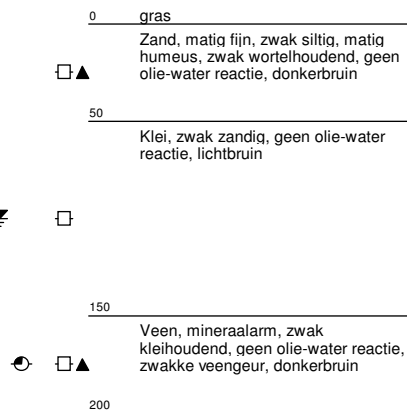 0 gras
Zand, matig fijn, zwak siltig, matig
humeus, zwak wortelhoudend, geen
olie-water reactie, donkerbruin
50
Klei, zwak zandig, geen olie-water
reactie, lichtbruin
150
Veen, mineraalarm, zwak
kleihoudend, geen olie-water reactie,
zwakke veengeur, donkerbruin
200